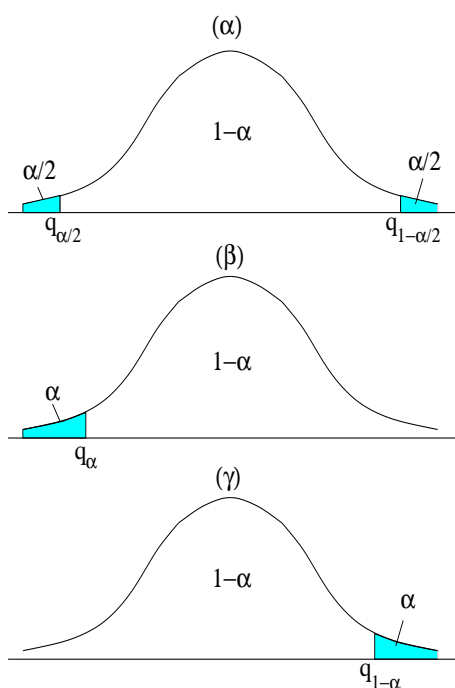 (α)
1−α
α/2 α/2
q_{α/2} q_{1−α/2}
(β)
1−α
α
q_α
(γ)
1−α
α
q_{1−α}